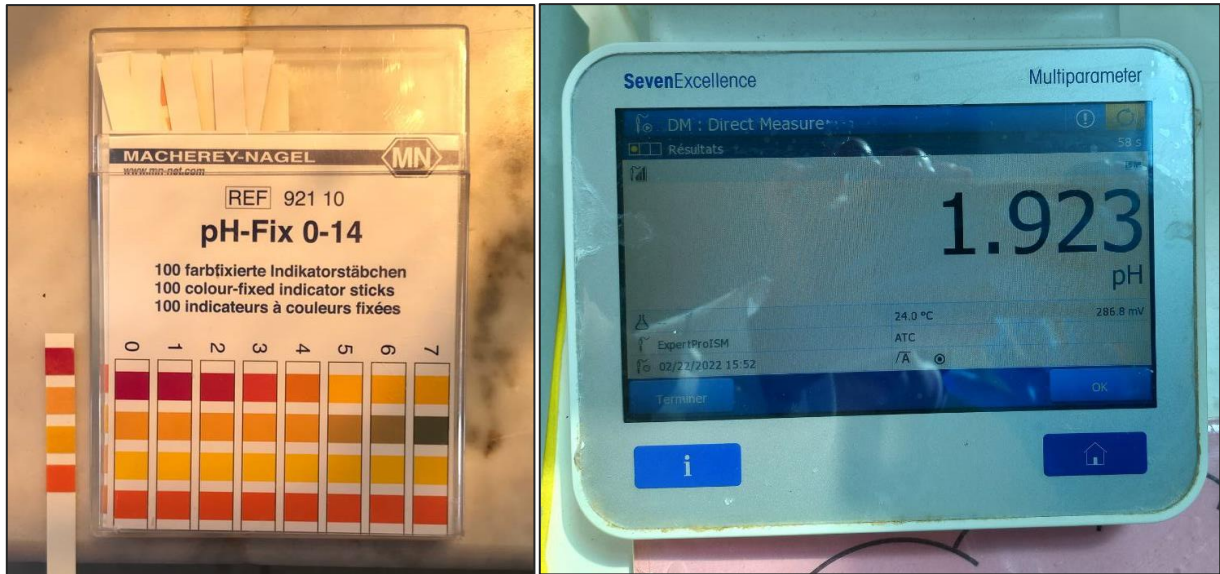 MACHEREY-NAGEL
MN
www.mn-net.com
REF 921 10
pH-Fix 0-14
100 farbfixierte Indikatorstäbchen
100 colour-fixed indicator sticks
100 indicateurs à couleurs fixées
0 1 2 3 4 5 6 7
SevenExcellence
Multiparameter
DM : Direct Measure
Résultats
58 s
1.923
pH
24.0 °C
286.8 mV
ExpertProISM
ATC
02/22/2022 15:52
A
Terminer
OK
i